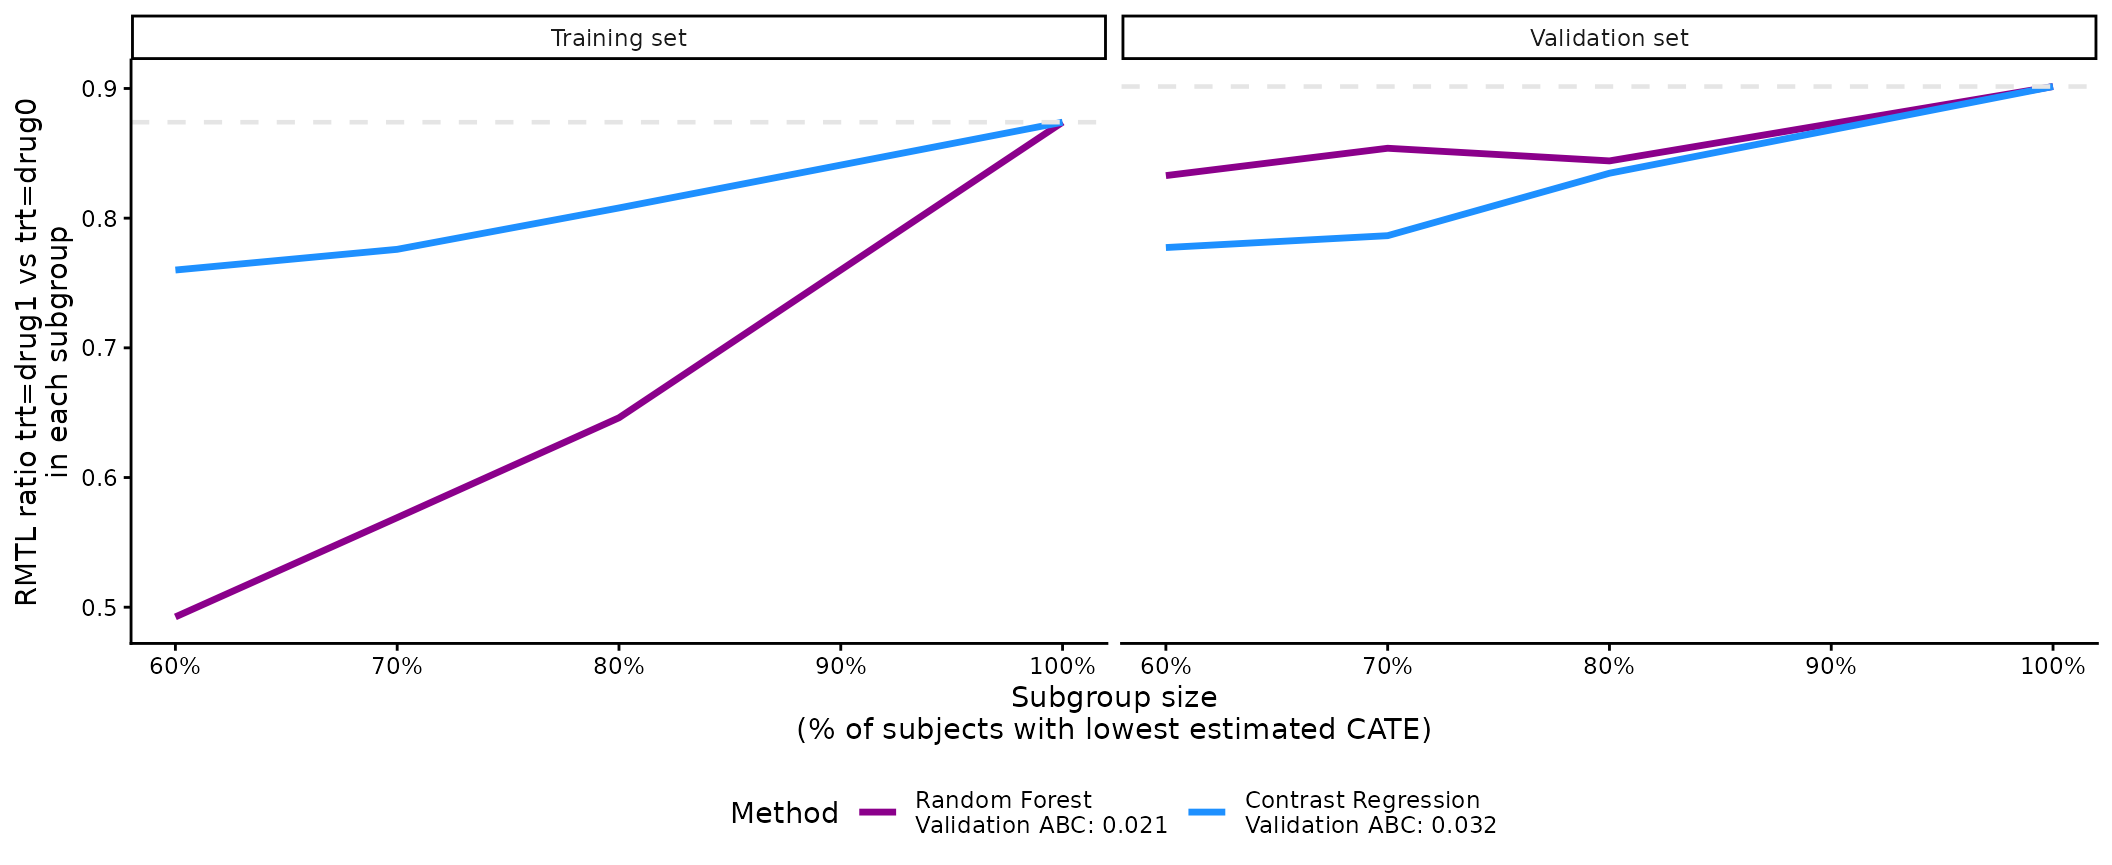 Training set
Validation set
RMTL ratio trt=drug1 vs trt=drug0
in each subgroup
0.9
0.8
0.7
0.6
0.5
60%
70%
80%
90%
100%
60%
70%
80%
90%
100%
Subgroup size
(% of subjects with lowest estimated CATE)
Method
Random Forest
Validation ABC: 0.021
Contrast Regression
Validation ABC: 0.032